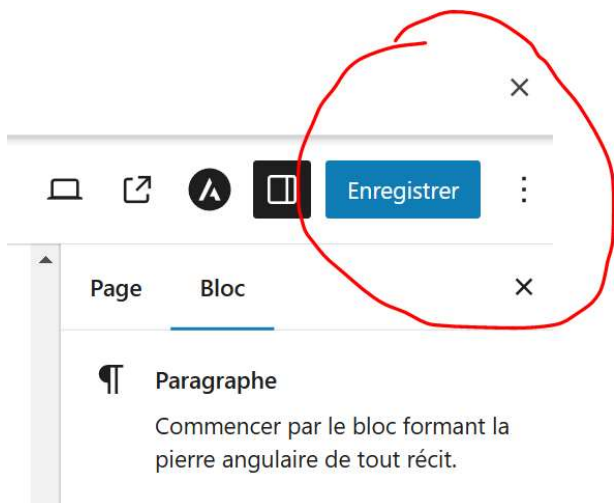 Enregistrer
Page Bloc
Paragraphe
Commencer par le bloc formant la
pierre angulaire de tout récit.